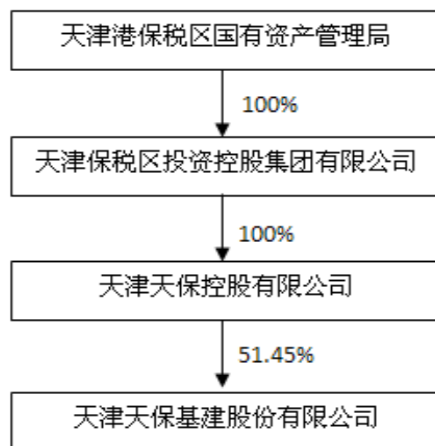 天津港保税区国有资产管理局
100%
天津保税区投资控股集团有限公司
100%
天津天保控股有限公司
51.45%
天津天保基建股份有限公司